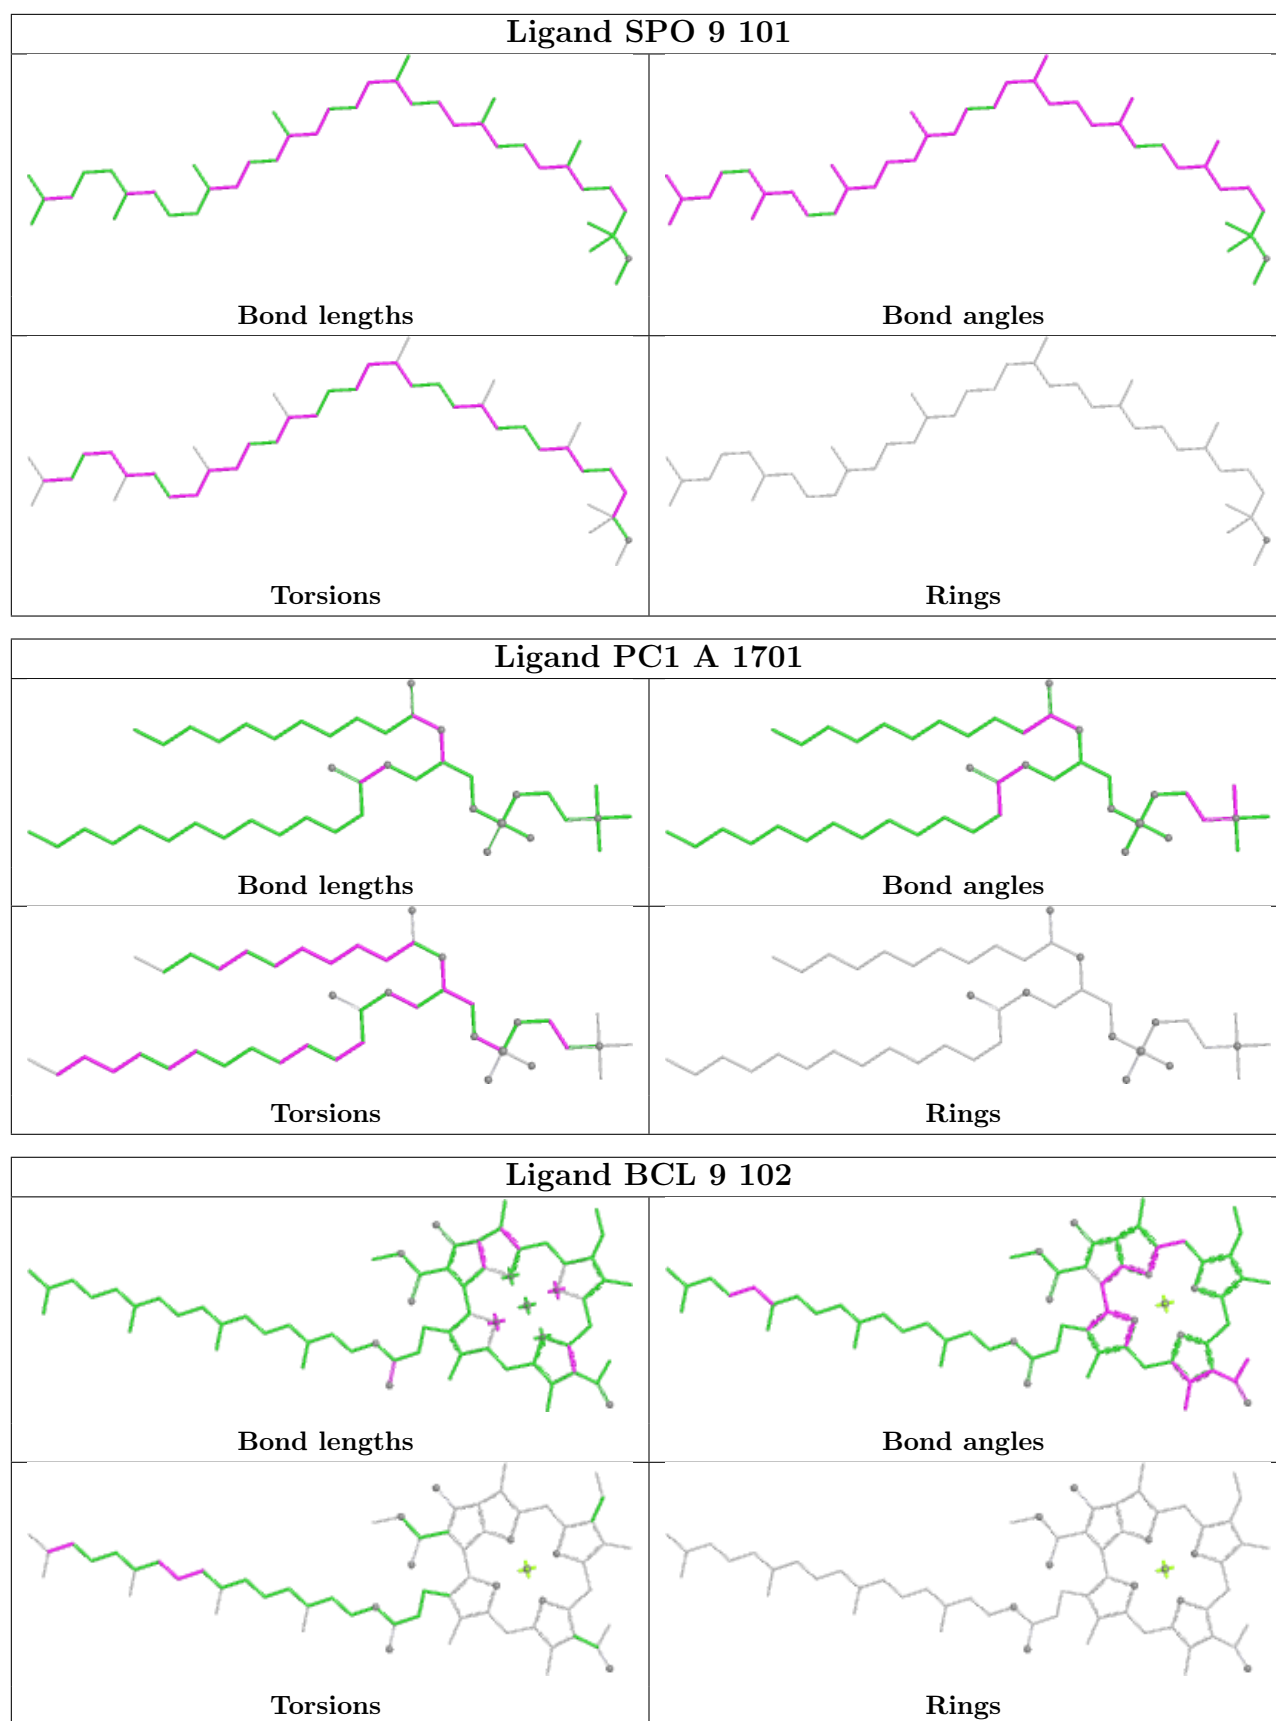 Ligand SPO 9 101
Bond lengths
Bond angles
Torsions
Rings
Ligand PC1 A 1701
Bond lengths
Bond angles
Torsions
Rings
Ligand BCL 9 102
Bond lengths
Bond angles
Torsions
Rings